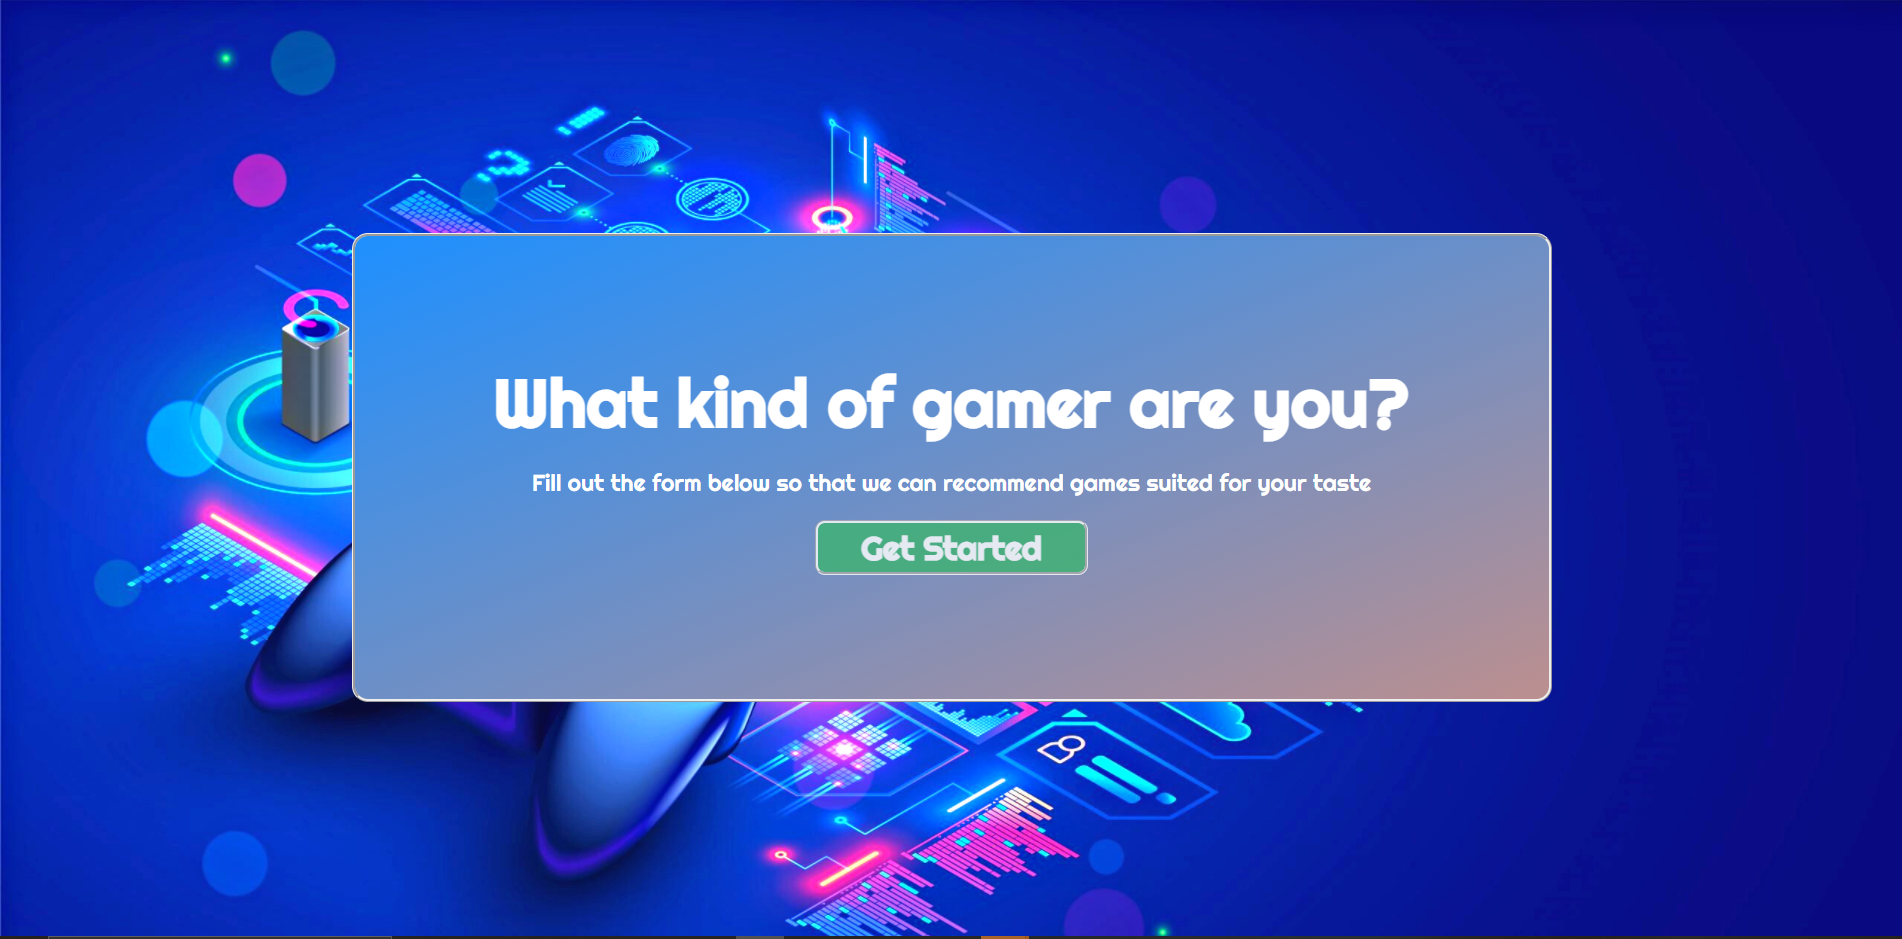 What kind of gamer are you?
Fill out the form below so that we can recommend games suited for your taste
Get Started